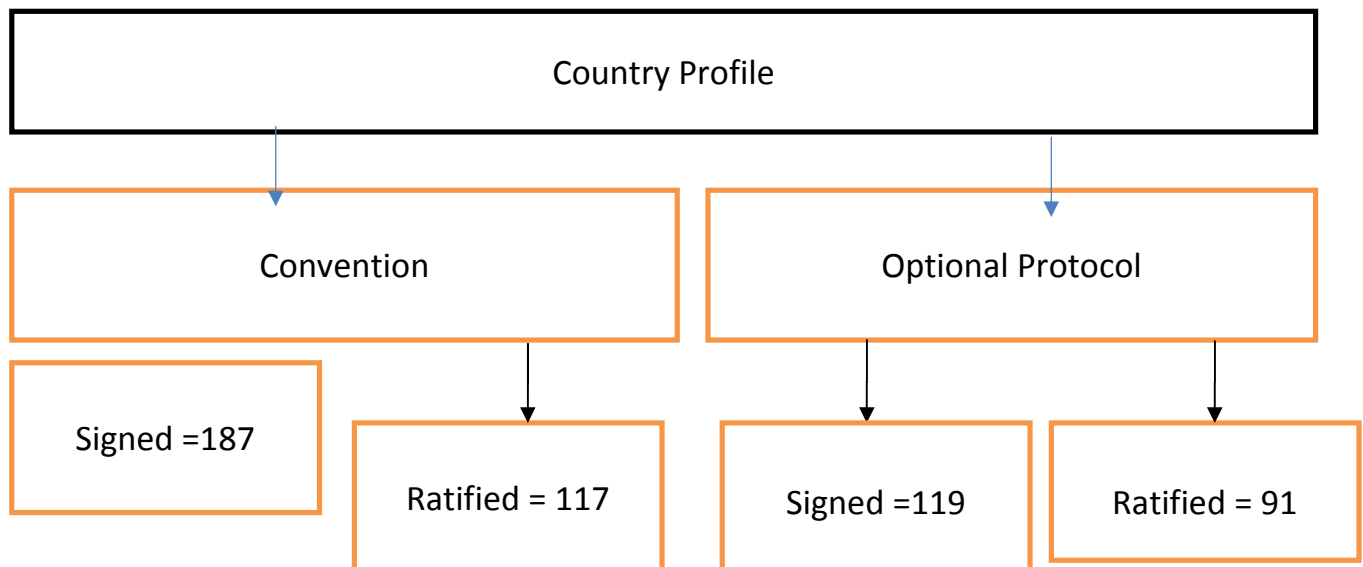 Country Profile
Convention
Optional Protocol
Signed =187
Ratified = 117
Signed =119
Ratified = 91